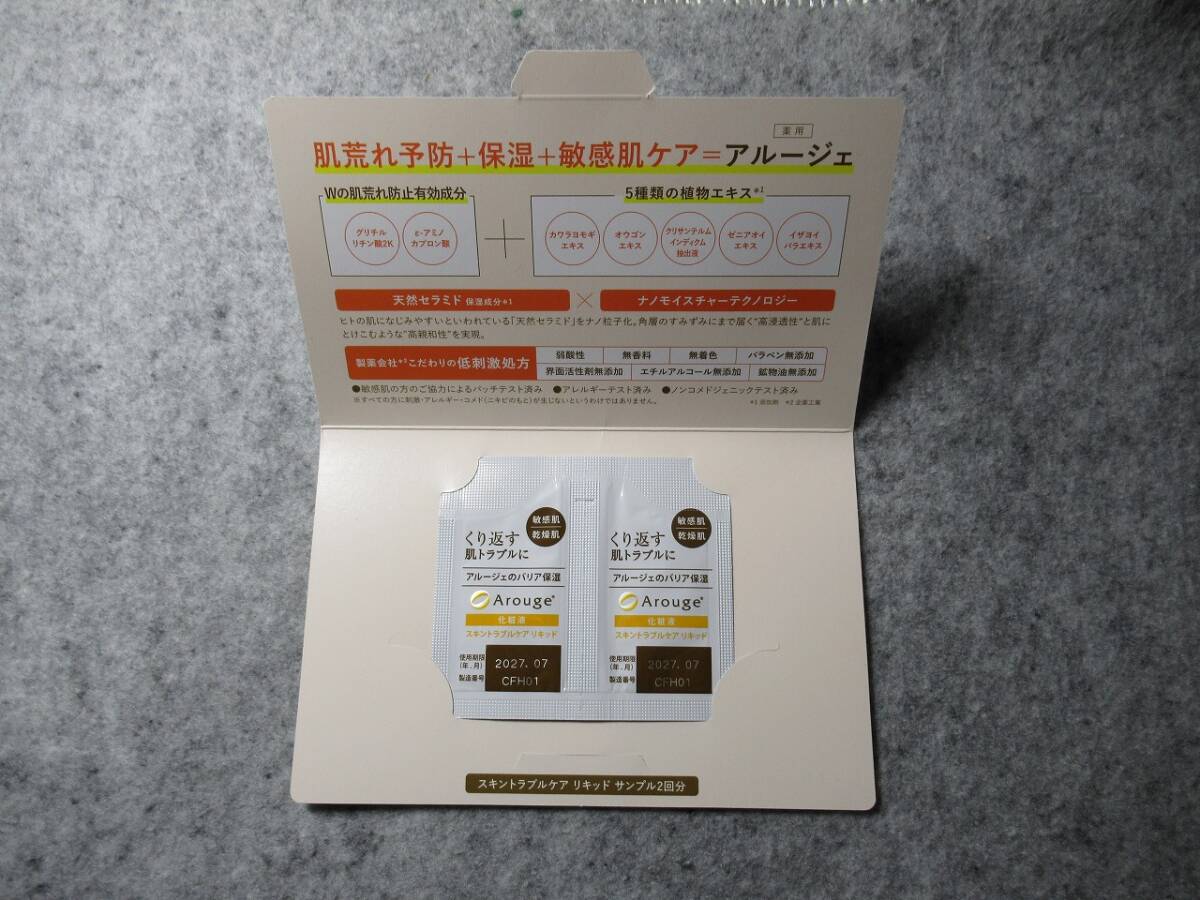 薬用
肌荒れ予防＋保湿＋敏感肌ケア＝アルージェ
Wの肌荒れ防止有効成分
グリチル
リチン酸2K
ε-アミノ
カプロン酸
＋
5種類の植物エキス※1
カワラヨモギ
エキス
オウゴン
エキス
クリサンテルム
インディクム
抽出液
ゼニアオイ
エキス
イザヨイ
バラエキス
天然セラミド 保湿成分※1
×
ナノモイスチャーテクノロジー
ヒトの肌になじみやすいといわれている「天然セラミド」をナノ粒子化。角層のすみずみにまで届く“高浸透性”と肌に
とけこむような“高親和性”を実現。
製薬会社※2こだわりの低刺激処方
弱酸性 無香料 無着色 パラベン無添加
界面活性剤無添加 エチルアルコール無添加 鉱物油無添加
●敏感肌の方のご協力によるパッチテスト済み ●アレルギーテスト済み ●ノンコメドジェニックテスト済み
※すべての方に刺激・アレルギー・コメド（ニキビのもと）が生じないというわけではありません。
※1 添加剤 ※2 全薬工業
敏感肌
乾燥肌
くり返す
肌トラブルに
アルージェのバリア保湿
Arouge
化粧液
スキントラブルケア リキッド
使用期限
(年.月)
2027. 07
製造番号
CFH01
敏感肌
乾燥肌
くり返す
肌トラブルに
アルージェのバリア保湿
Arouge
化粧液
スキントラブルケア リキッド
使用期限
(年.月)
2027. 07
製造番号
CFH01
スキントラブルケア リキッド サンプル2回分